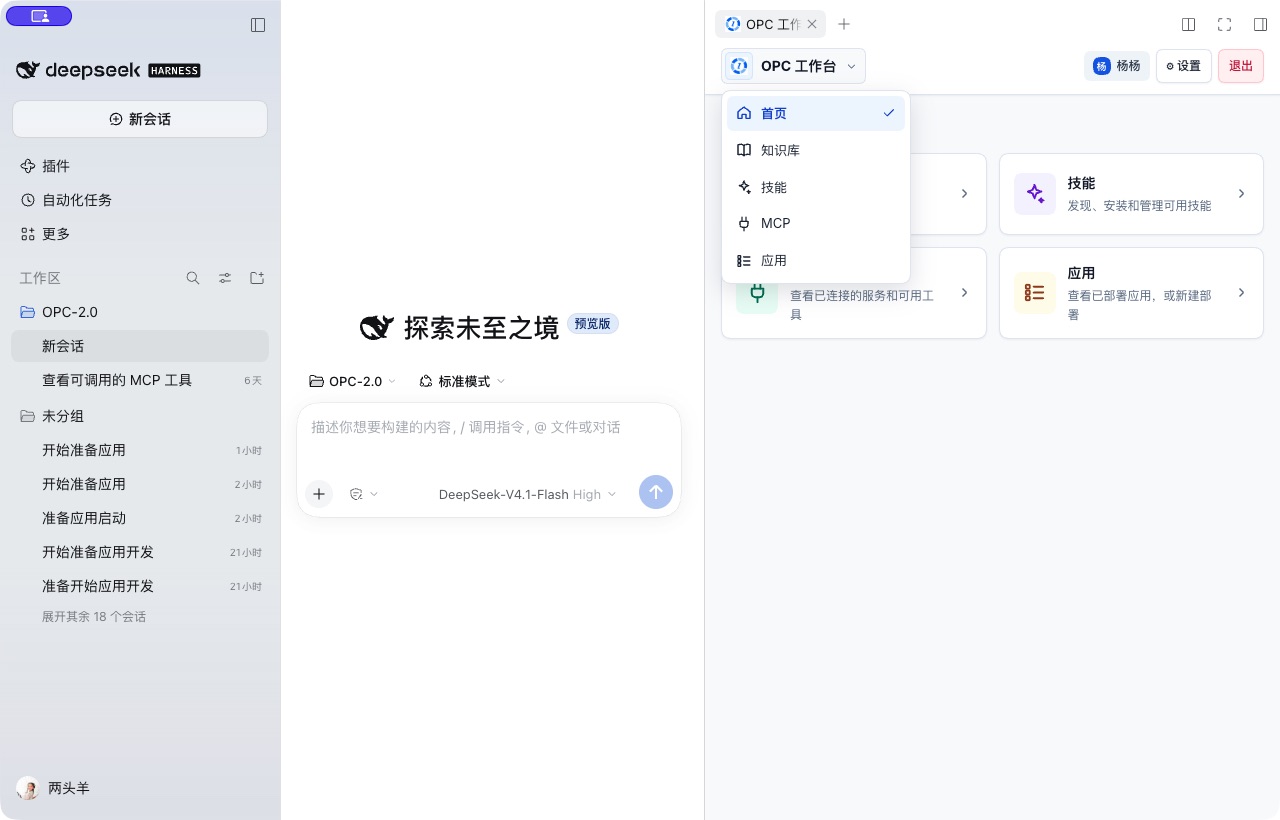 deepseek HARNESS
新会话
插件
自动化任务
更多
工作区
OPC-2.0
新会话
查看可调用的 MCP 工具 6天
未分组
开始准备应用 1小时
开始准备应用 2小时
准备应用启动 2小时
开始准备应用开发 21小时
准备开始应用开发 21小时
展开其余 18 个会话
两头羊
探索未至之境 预览版
OPC-2.0 标准模式
描述你想要构建的内容, / 调用指令, @ 文件或对话
DeepSeek-V4.1-Flash High
OPC 工作
OPC 工作台
杨 杨杨 设置 退出
首页
知识库
技能
MCP
应用
技能
发现、安装和管理可用技能
查看已连接的服务和可用工
具
应用
查看已部署应用，或新建部
署